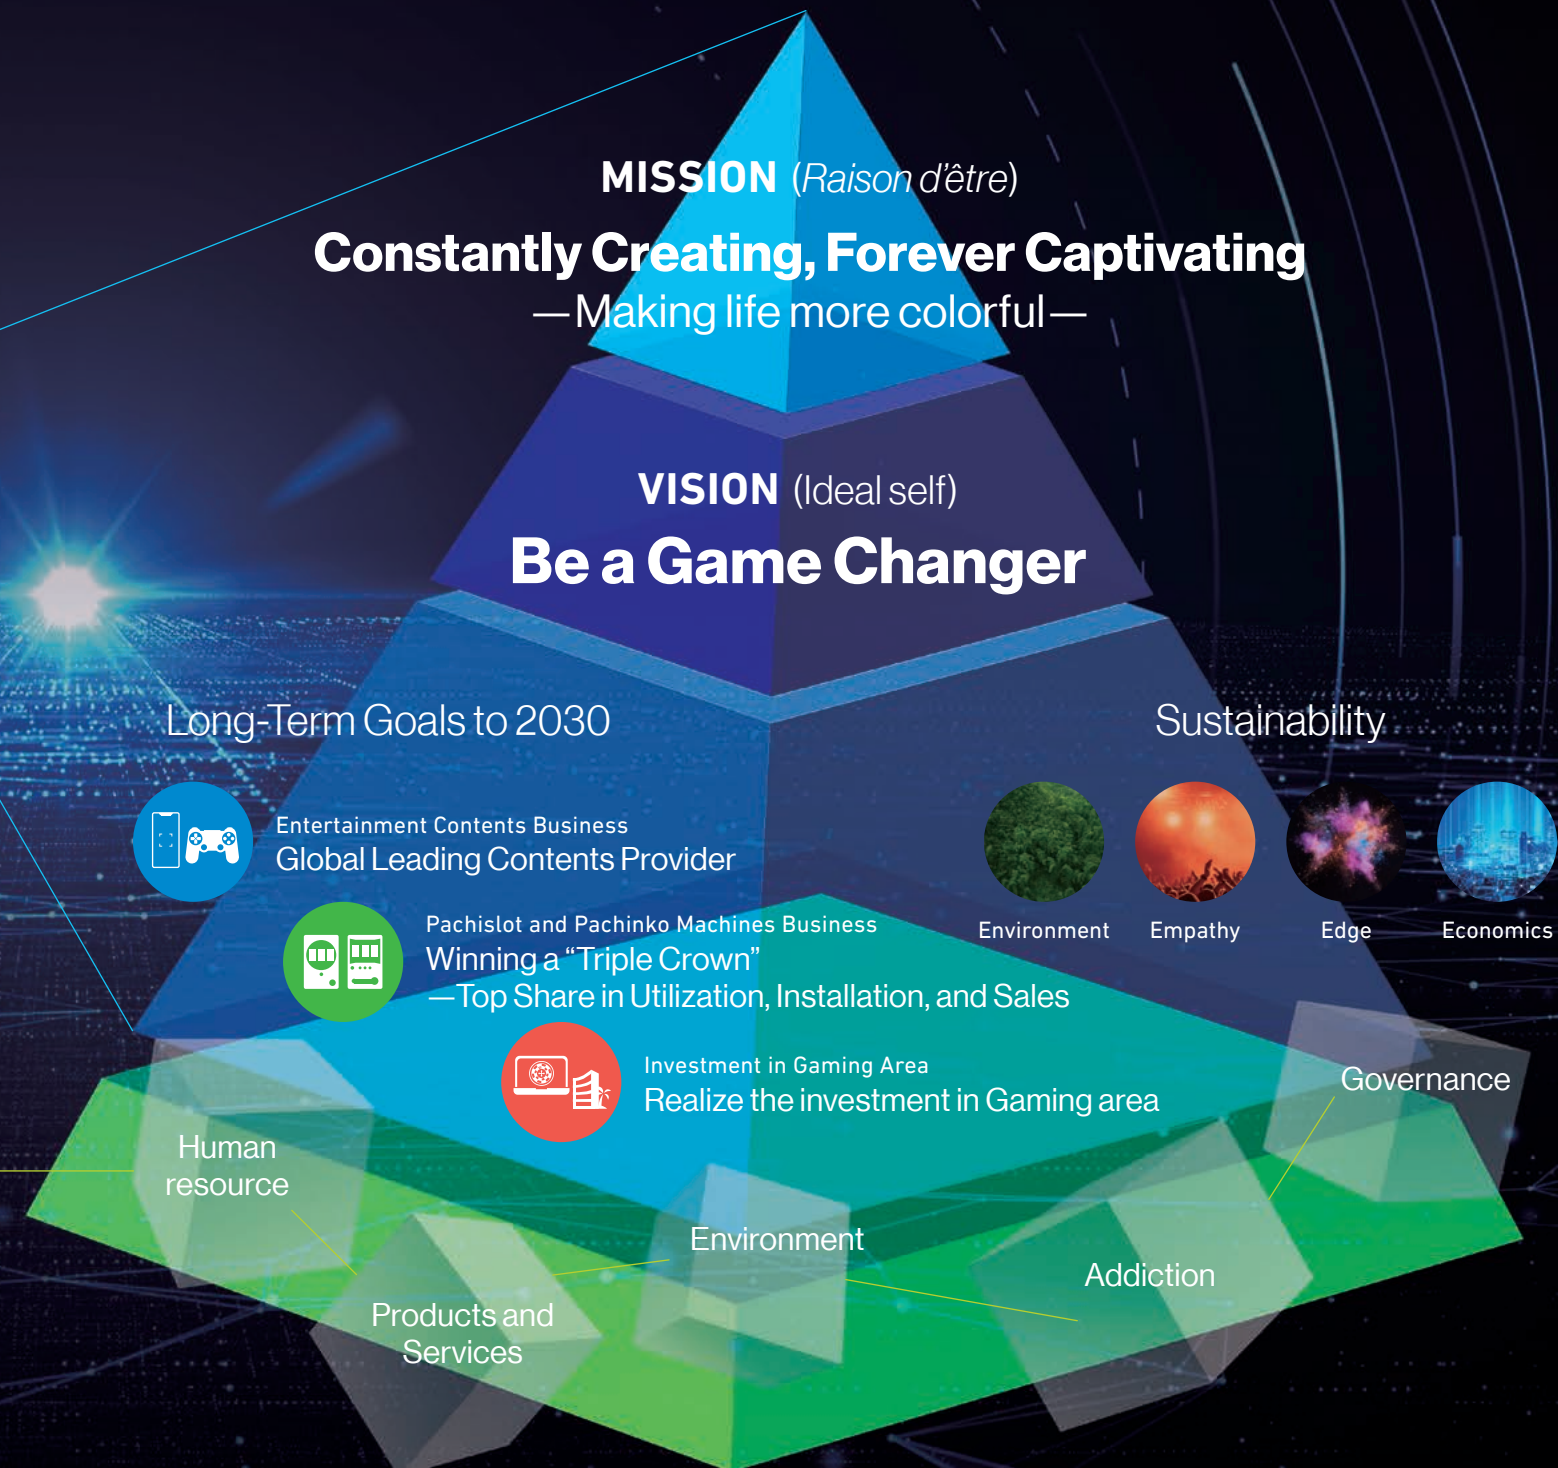 MISSION (Raison d'être)
Constantly Creating, Forever Captivating
—Making life more colorful—
VISION (Ideal self)
Be a Game Changer
Long-Term Goals to 2030
Entertainment Contents Business
Global Leading Contents Provider
Pachislot and Pachinko Machines Business
Winning a “Triple Crown”
—Top Share in Utilization, Installation, and Sales
Investment in Gaming Area
Realize the investment in Gaming area
Sustainability
Environment
Empathy
Edge
Economics
Human
resource
Products and
Services
Environment
Addiction
Governance